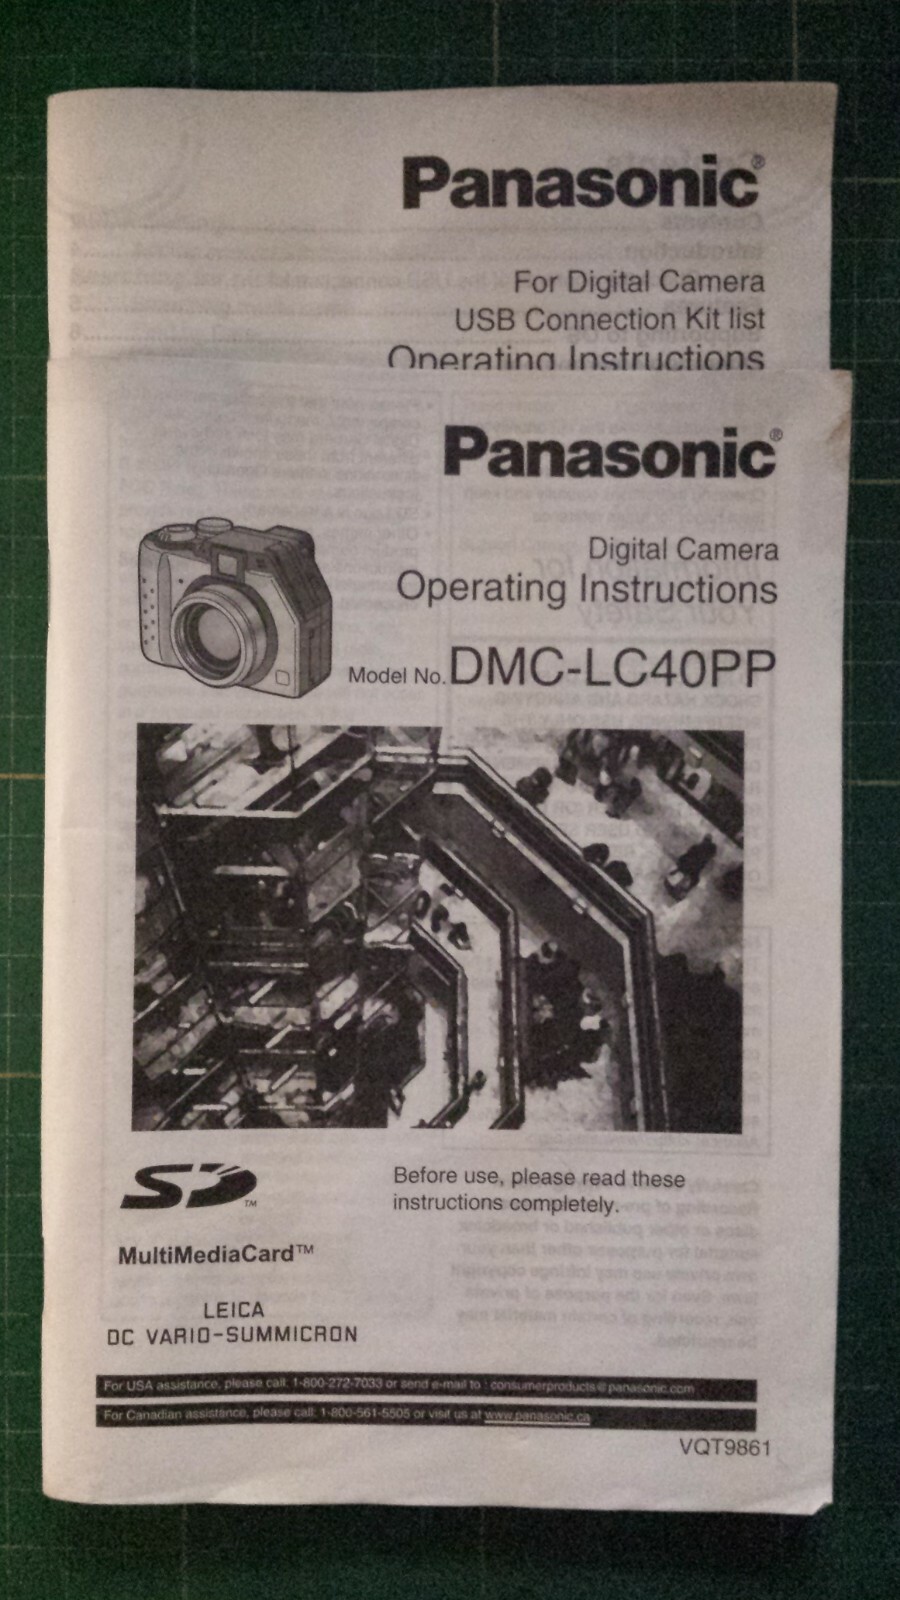 Panasonic®
For Digital Camera
USB Connection Kit list
Operating Instructions
Panasonic®
Digital Camera
Operating Instructions
Model No. DMC-LC40PP
SD™
Before use, please read these
instructions completely.
MultiMediaCard™
LEICA
DC VARIO-SUMMICRON
For USA assistance, please call: 1-800-272-7033 or send e-mail to : consumerproducts@panasonic.com
For Canadian assistance, please call: 1-800-561-5505 or visit us at www.panasonic.ca
VQT9861